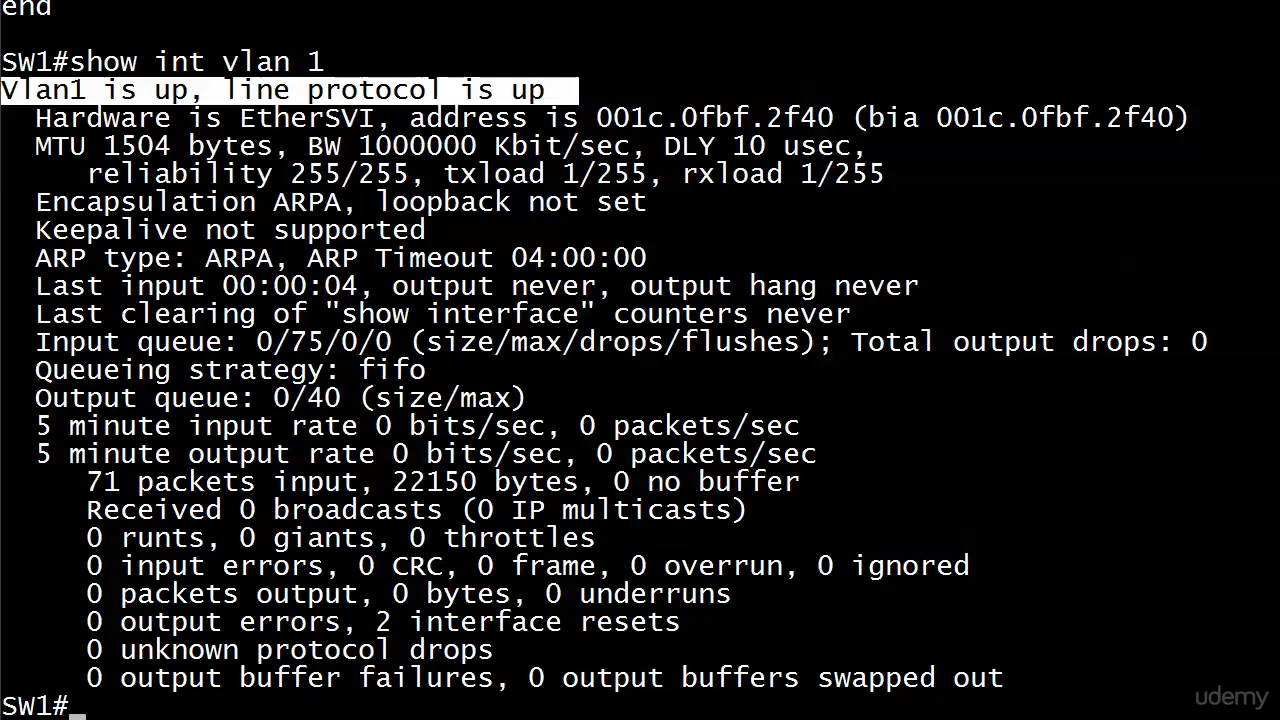 end
SW1#show int vlan 1
Vlan1 is up, line protocol is up
Hardware is EtherSVI, address is 001c.0fbf.2f40 (bia 001c.0fbf.2f40)
MTU 1504 bytes, BW 1000000 Kbit/sec, DLY 10 usec,
reliability 255/255, txload 1/255, rxload 1/255
Encapsulation ARPA, loopback not set
Keepalive not supported
ARP type: ARPA, ARP Timeout 04:00:00
Last input 00:00:04, output never, output hang never
Last clearing of "show interface" counters never
Input queue: 0/75/0/0 (size/max/drops/flushes); Total output drops: 0
Queueing strategy: fifo
Output queue: 0/40 (size/max)
5 minute input rate 0 bits/sec, 0 packets/sec
5 minute output rate 0 bits/sec, 0 packets/sec
71 packets input, 22150 bytes, 0 no buffer
Received 0 broadcasts (0 IP multicasts)
0 runts, 0 giants, 0 throttles
0 input errors, 0 CRC, 0 frame, 0 overrun, 0 ignored
0 packets output, 0 bytes, 0 underruns
0 output errors, 2 interface resets
0 unknown protocol drops
0 output buffer failures, 0 output buffers swapped out
SW1#
udemy